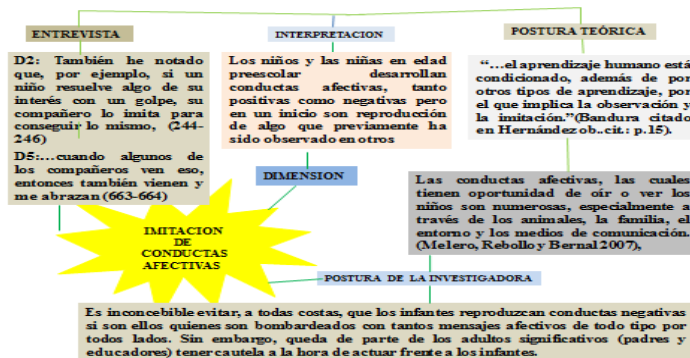 ENTREVISTA
D2: También he notado
que, por ejemplo, si un
niño resuelve algo de su
interés con un golpe, su
compañero lo imita para
conseguir lo mismo, (244-
246)
D5:...cuando algunos de
los compañeros ven eso,
entonces también vienen y
me abrazan (663-664)
INTERPRETACION
Los niños y las niñas en edad
preescolar desarrollan
conductas afectivas, tanto
positivas como negativas pero
en un inicio son reproducción
de algo que previamente ha
sido observado en otros
POSTURA TEÓRICA
“...el aprendizaje humano está
condicionado, además de por
otros tipos de aprendizaje, por
el que implica la observación y
la imitación.”(Bandura citado
en Hernández ob..cit.: p.15).
DIMENSION
IMITACION
DE
CONDUCTAS
AFECTIVAS
Las conductas afectivas, las cuales
tienen oportunidad de oír o ver los
niños son numerosas, especialmente a
través de los animales, la familia, el
entorno y los medios de comunicación.
(Melero, Rebollo y Bernal 2007),
POSTURA DE LA INVESTIGADORA
Es inconcebible evitar, a todas costas, que los infantes reproduzcan conductas negativas
si son ellos quienes son bombardeados con tantos mensajes afectivos de todo tipo por
todos lados. Sin embargo, queda de parte de los adultos significativos (padres y
educadores) tener cautela a la hora de actuar frente a los infantes.